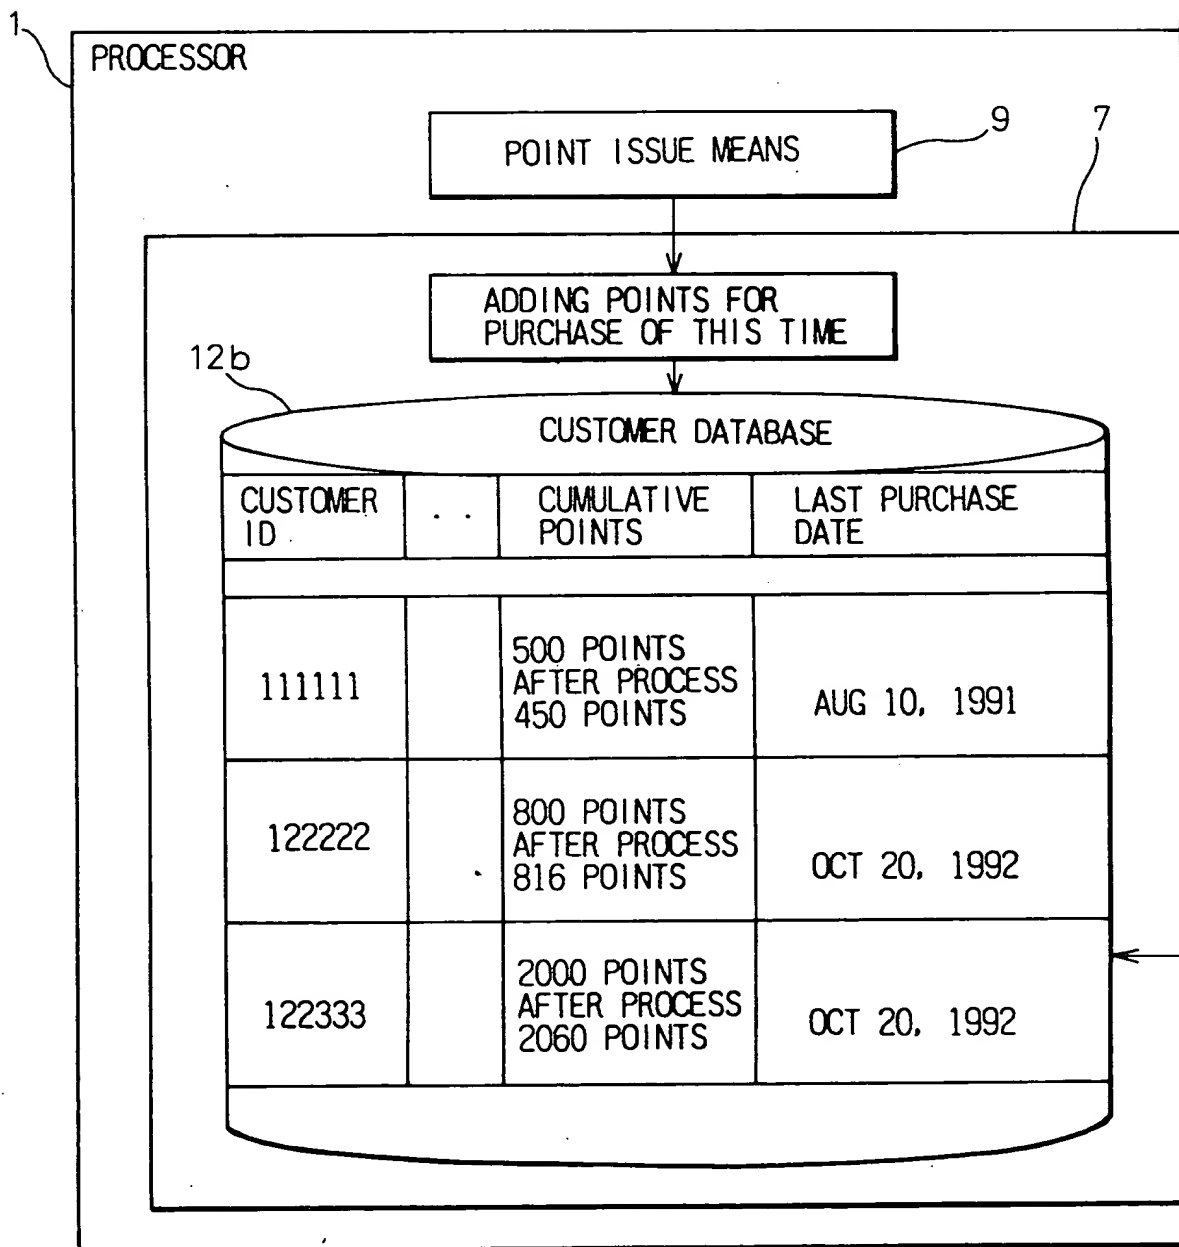 1
PROCESSOR
POINT ISSUE MEANS
9
7
ADDING POINTS FOR
PURCHASE OF THIS TIME
12b
CUSTOMER DATABASE
CUSTOMER
ID
. .
CUMULATIVE
POINTS
LAST PURCHASE
DATE
111111
500 POINTS
AFTER PROCESS
450 POINTS
AUG 10, 1991
122222
800 POINTS
AFTER PROCESS
816 POINTS
OCT 20, 1992
122333
2000 POINTS
AFTER PROCESS
2060 POINTS
OCT 20, 1992